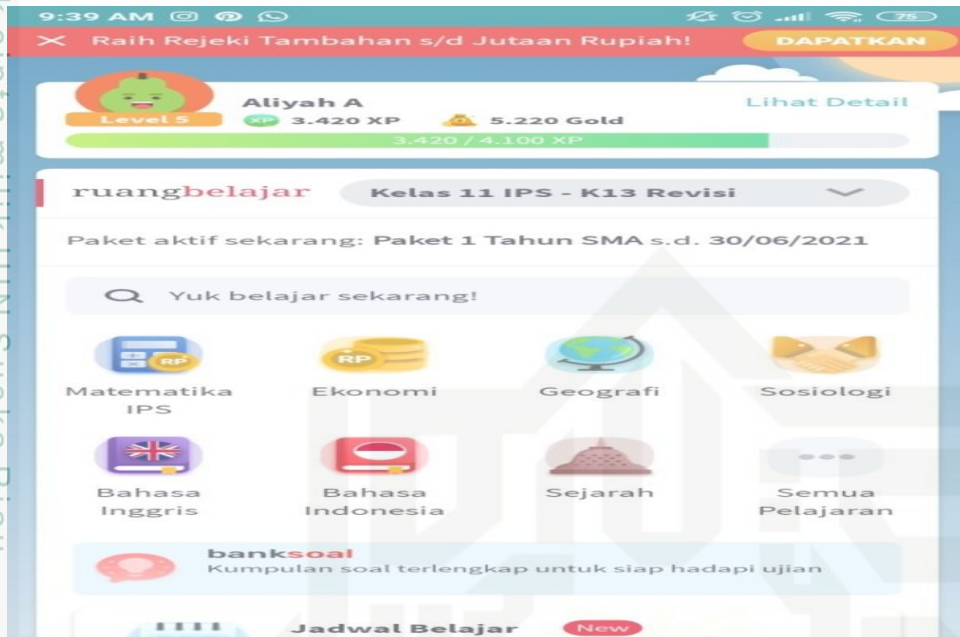 9:39 AM
75
× Raih Rejeki Tambahan s/d Jutaan Rupiah! DAPATKAN
Aliyah A Lihat Detail
Level 5 XP 3.420 XP 5.220 Gold
3.420 / 4.100 XP
ruangbelajar Kelas 11 IPS - K13 Revisi
Paket aktif sekarang: Paket 1 Tahun SMA s.d. 30/06/2021
Yuk belajar sekarang!
RP RP
Matematika IPS
Ekonomi
Geografi
Sosiologi
Bahasa Inggris
Bahasa Indonesia
Sejarah
Semua Pelajaran
banksoal
Kumpulan soal terlengkap untuk siap hadapi ujian
Jadwal Belajar New